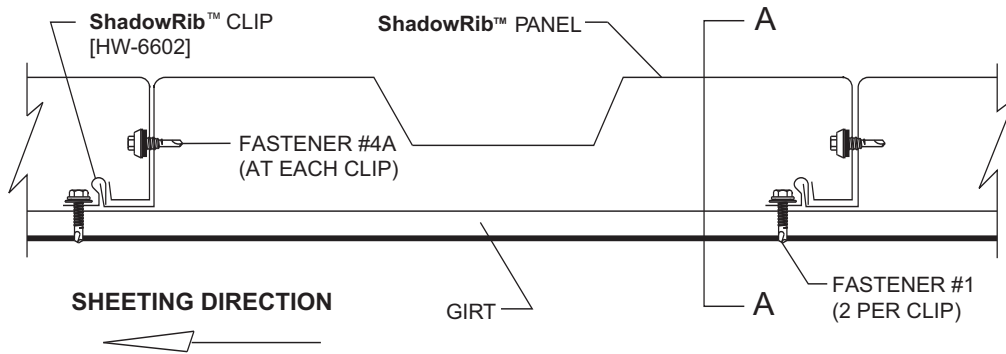 ShadowRib™ CLIP
[HW-6602]
ShadowRib™ PANEL
A
FASTENER #4A
(AT EACH CLIP)
SHEETING DIRECTION
GIRT
A
FASTENER #1
(2 PER CLIP)